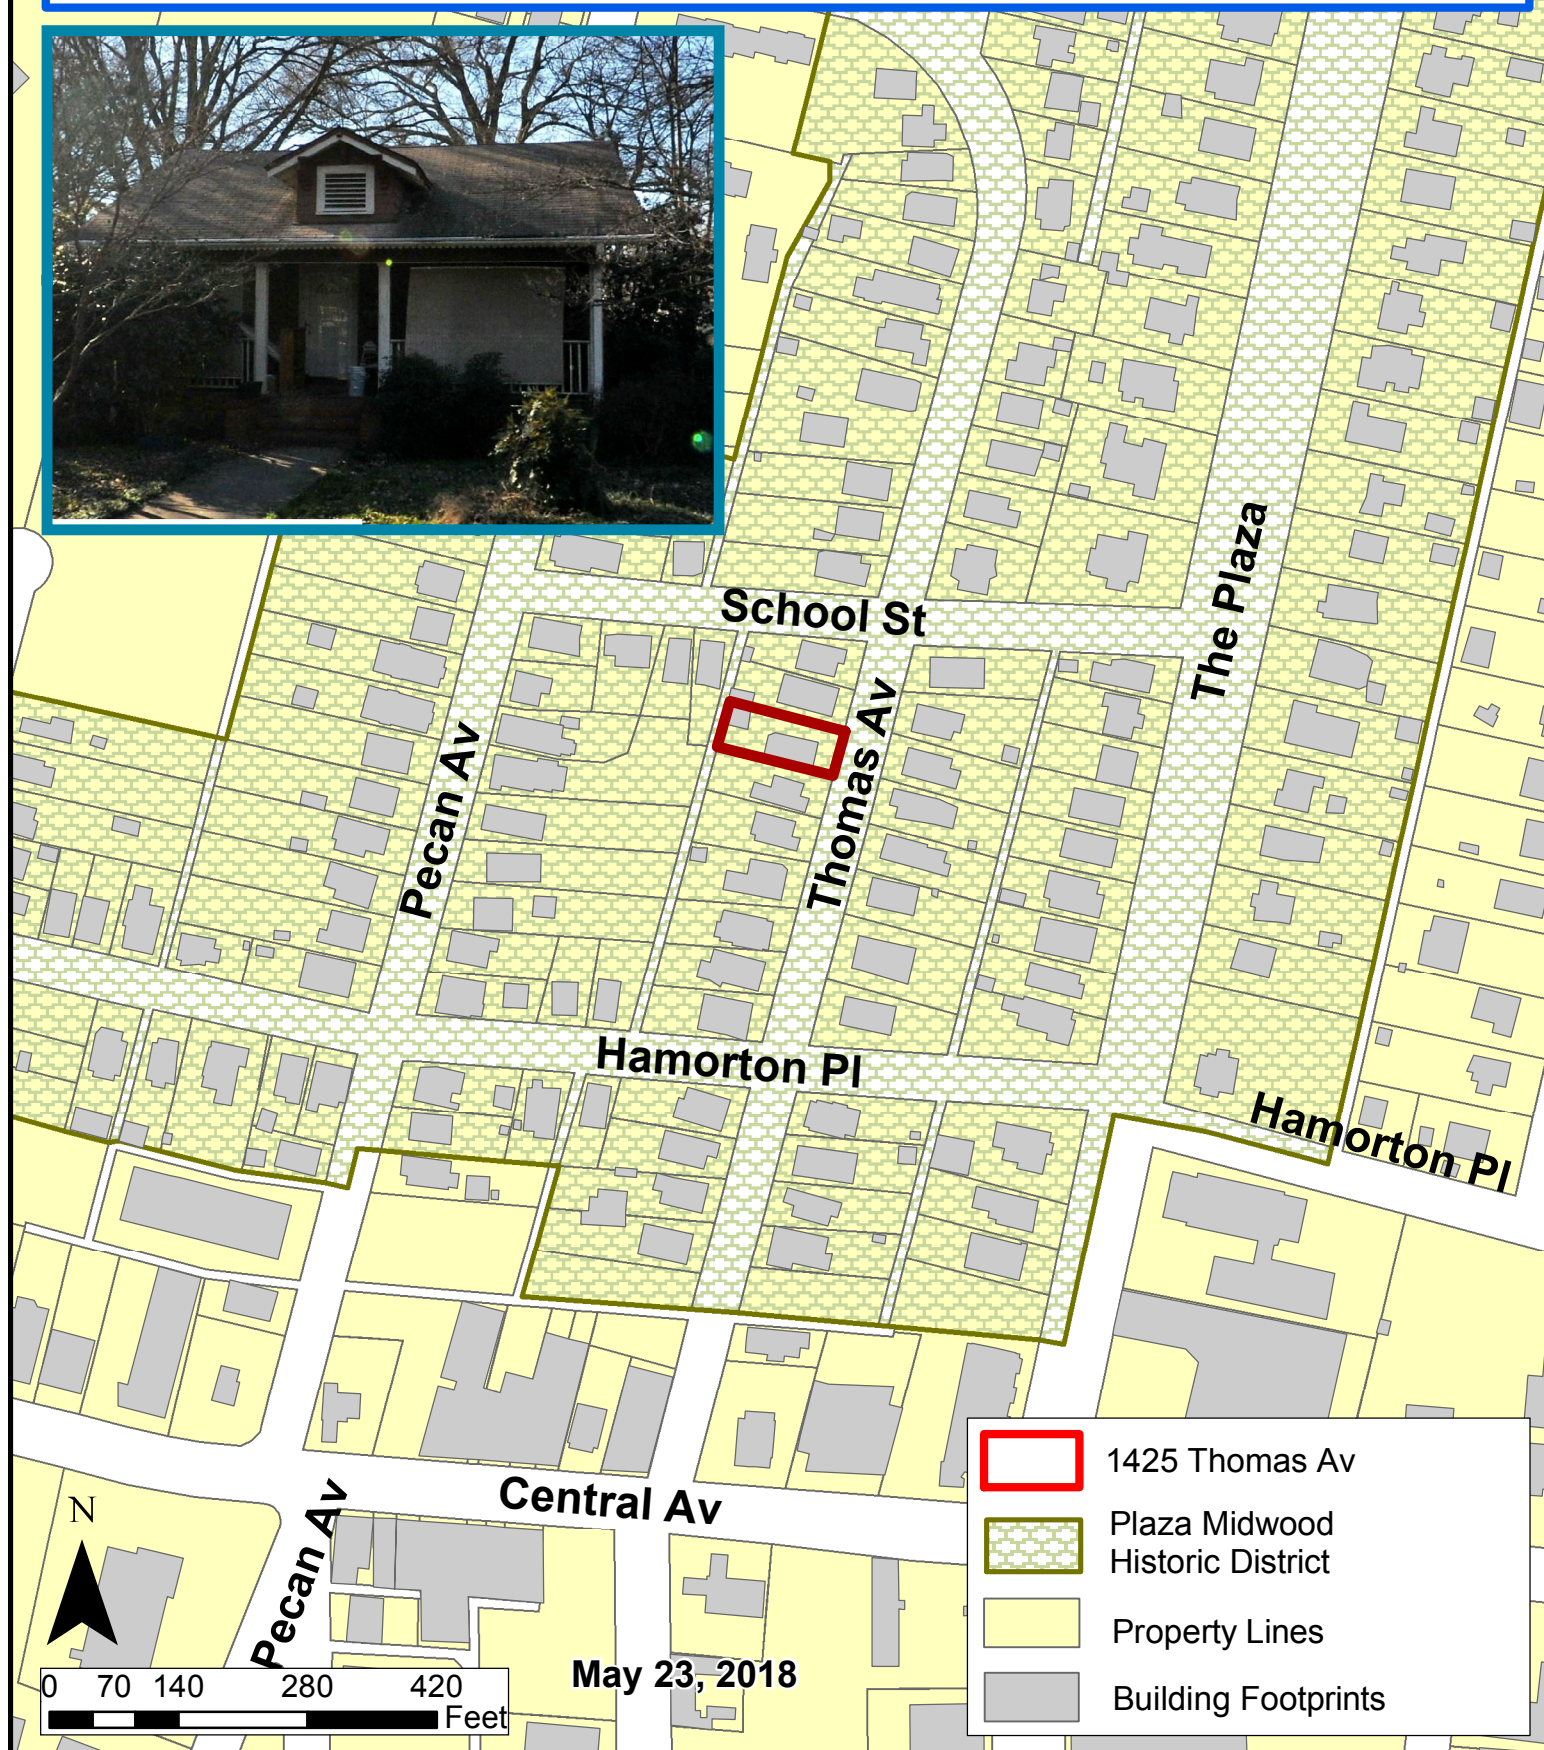 School St
The Plaza
Thomas Av
Pecan Av
Hamorton Pl
Hamorton Pl
Central Av
Pecan Av
1425 Thomas Av
Plaza Midwood
Historic District
Property Lines
Building Footprints
N
0 70 140 280 420
Feet
May 23, 2018